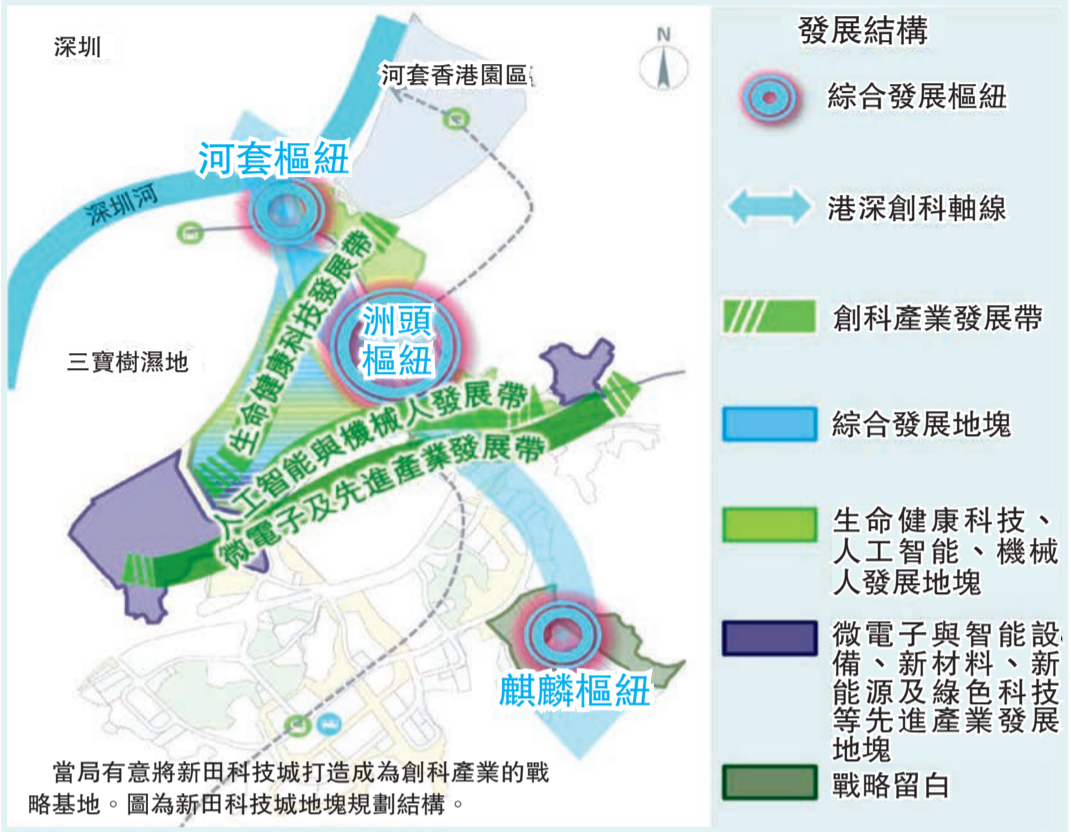 深圳
河套香港園區
N
河套樞紐
深圳河
生命健康科技發展帶
洲頭
樞紐
三寶樹濕地
人工智能與機械人發展帶
微電子及先進產業發展帶
麒麟樞紐
當局有意將新田科技城打造成為創科產業的戰
略基地。圖為新田科技城地塊規劃結構。
發展結構
綜合發展樞紐
港深創科軸線
創科產業發展帶
綜合發展地塊
生命健康科技、
人工智能、機械
人發展地塊
微電子與智能設
備、新材料、新
能源及綠色科技
等先進產業發展
地塊
戰略留白